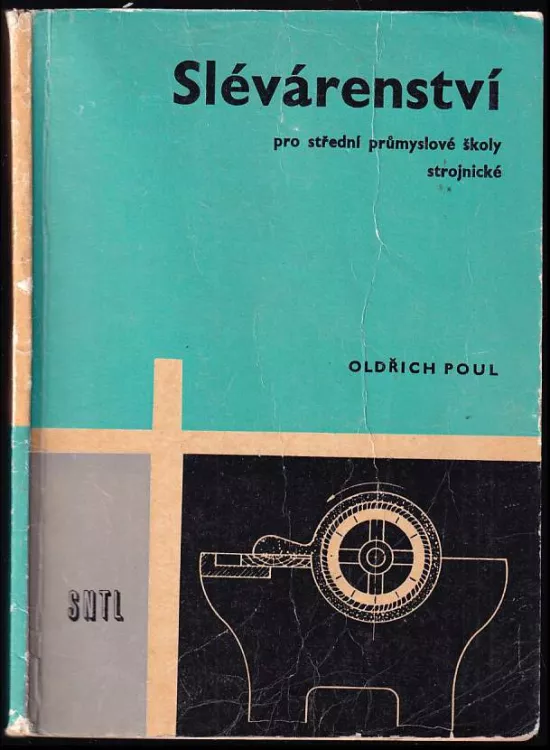 Slévárenství
pro střední průmyslové školy
strojnické
OLDŘICH POUL
SNTL